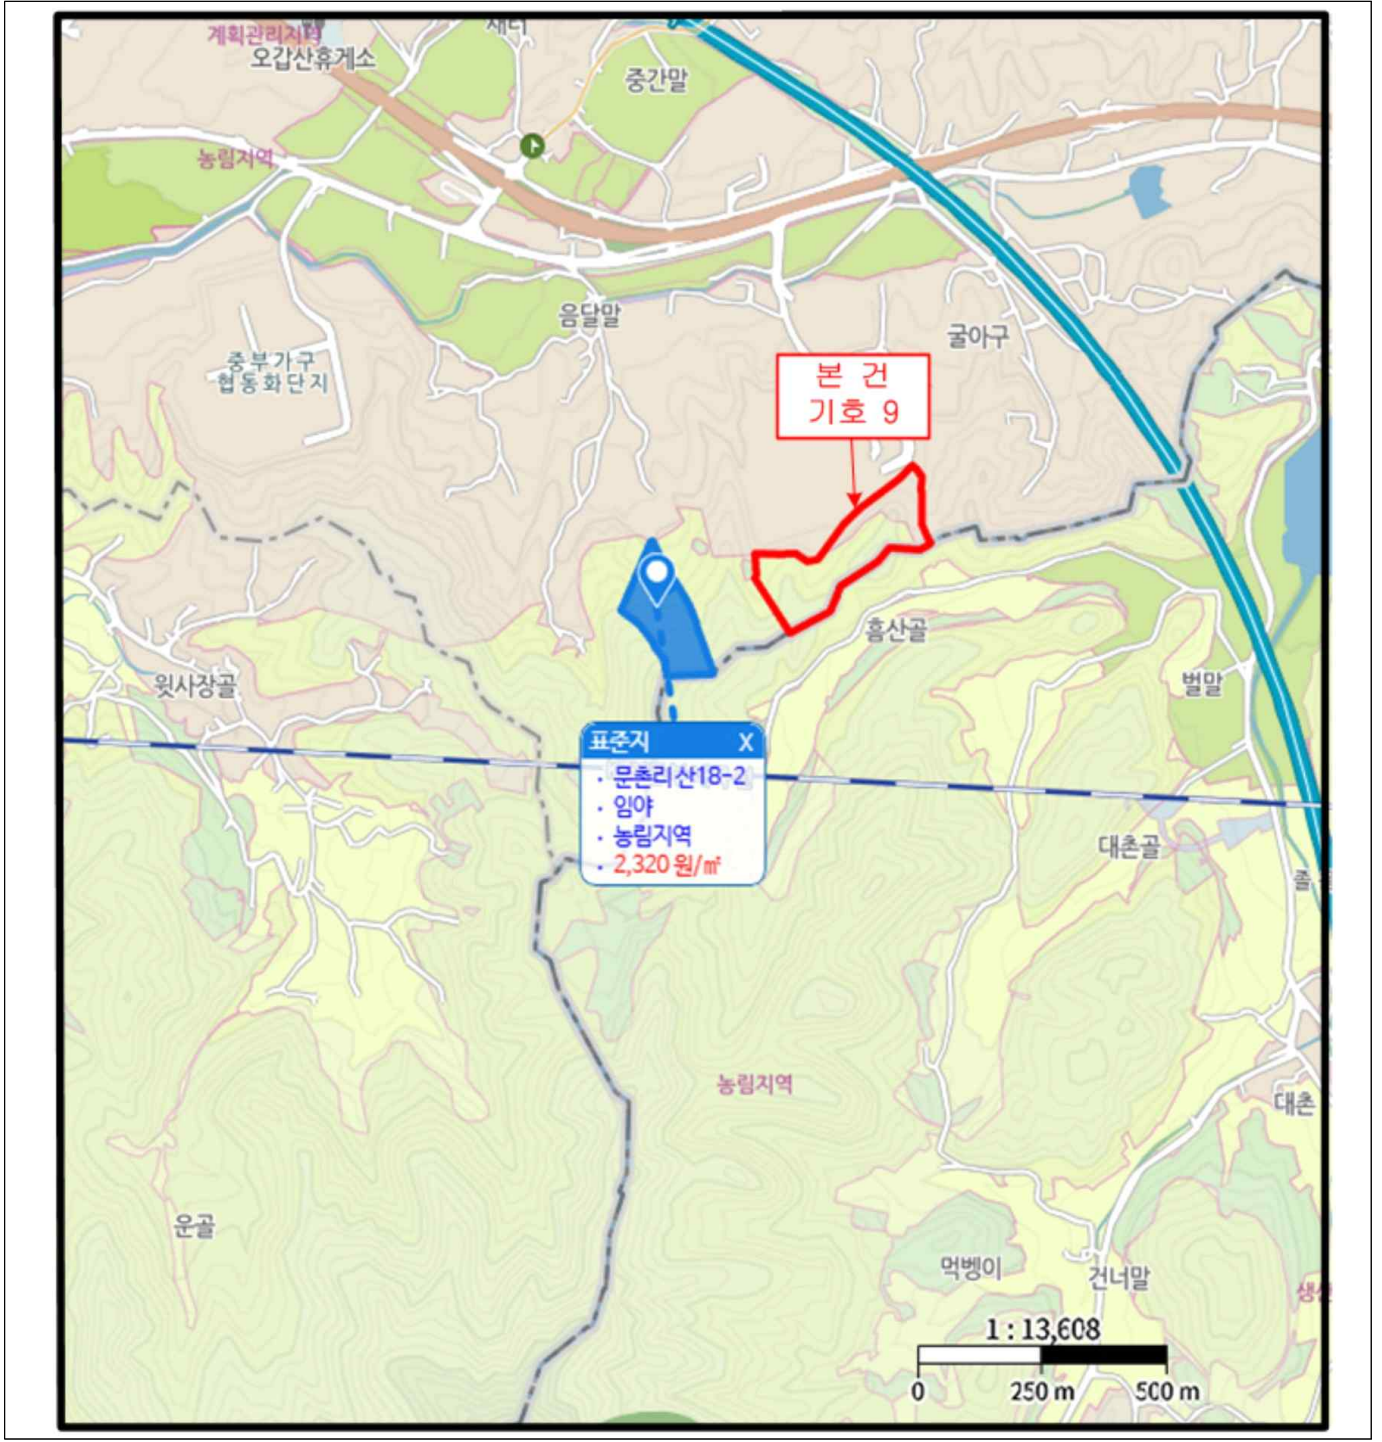 계획관리지역
오갑산휴게소
새터
중간말
농림지역
음달말
굴아구
중부가구
협동화단지
본 건
기호 9
흠산골
윗사장골
벌말
표준지 X
· 문촌리 산18-2
· 임야
· 농림지역
· 2,320 원/㎡
대촌골
농림지역
대촌
운골
먹벵이
건너말
1 : 13,608
0 250 m 500 m